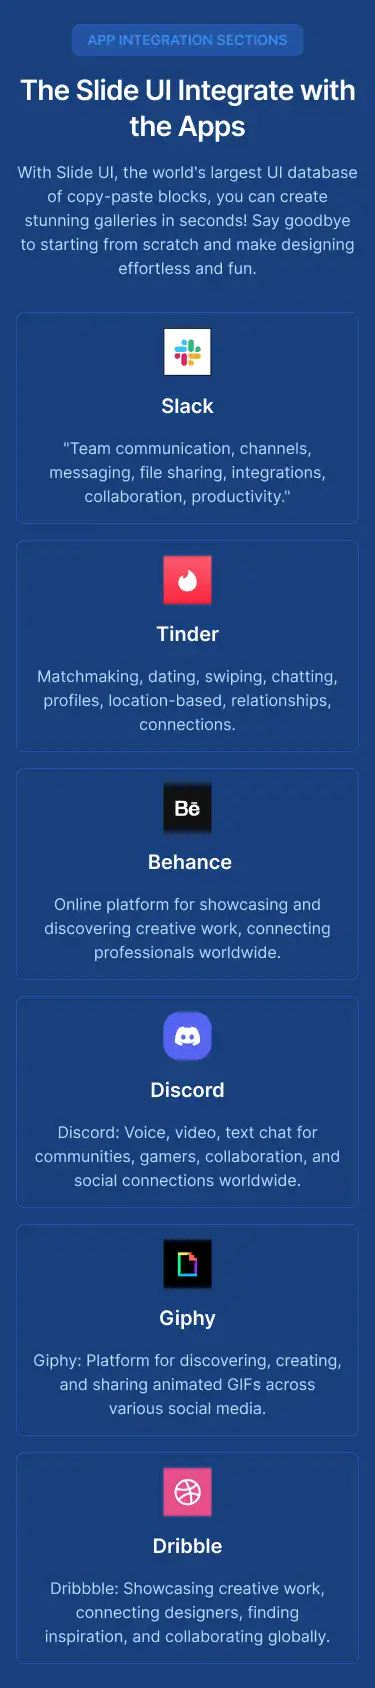 APP INTEGRATION SECTIONS
The Slide UI Integrate with
the Apps
With Slide UI, the world's largest UI database
of copy-paste blocks, you can create
stunning galleries in seconds! Say goodbye
to starting from scratch and make designing
effortless and fun.
Slack
"Team communication, channels,
messaging, file sharing, integrations,
collaboration, productivity."
Tinder
Matchmaking, dating, swiping, chatting,
profiles, location-based, relationships,
connections.
Bē
Behance
Online platform for showcasing and
discovering creative work, connecting
professionals worldwide.
Discord
Discord: Voice, video, text chat for
communities, gamers, collaboration, and
social connections worldwide.
Giphy
Giphy: Platform for discovering, creating,
and sharing animated GIFs across
various social media.
Dribble
Dribbble: Showcasing creative work,
connecting designers, finding
inspiration, and collaborating globally.